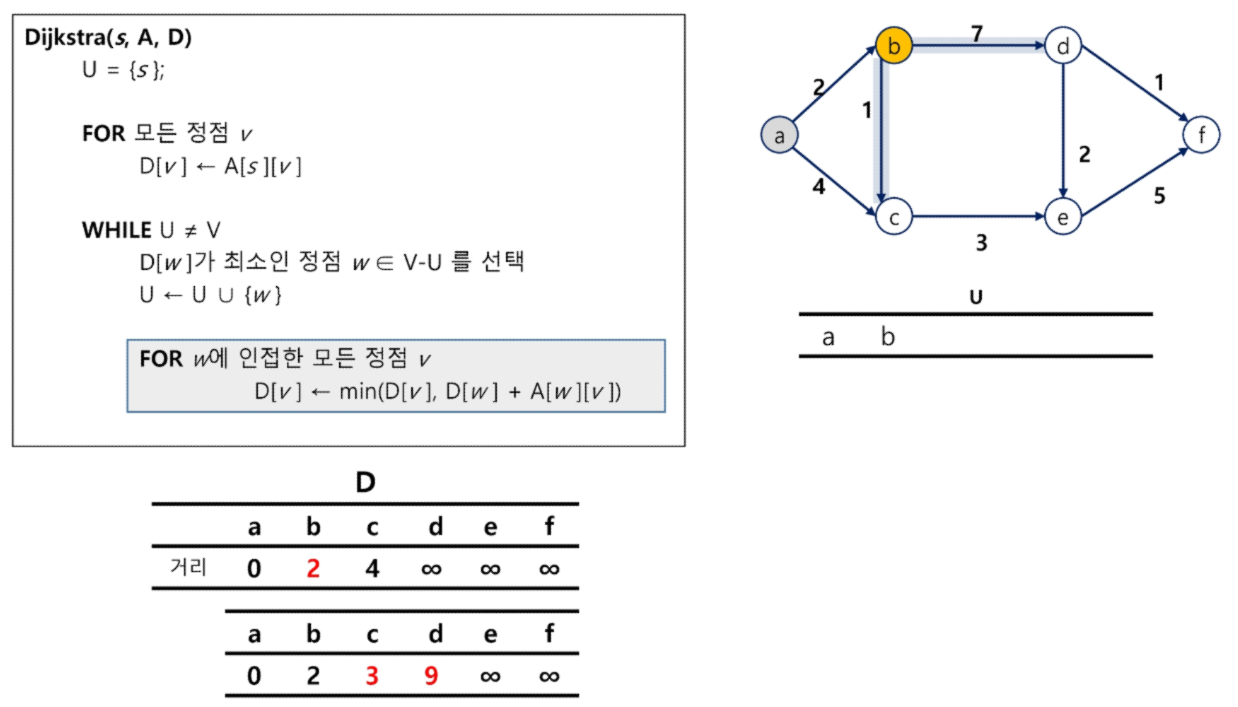 Dijkstra(s, A, D)
U = {s};
FOR 모든 정점 v
D[v] ← A[s][v]
WHILE U ≠ V
D[w]가 최소인 정점 w ∈ V-U 를 선택
U ← U ∪ {w}
FOR w에 인접한 모든 정점 v
D[v] ← min(D[v], D[w] + A[w][v])
b 7 d
2 1 1
a f
4 2 5
c 3 e
U
a b
D
a b c d e f
거리 0 2 4 ∞ ∞ ∞
a b c d e f
0 2 3 9 ∞ ∞